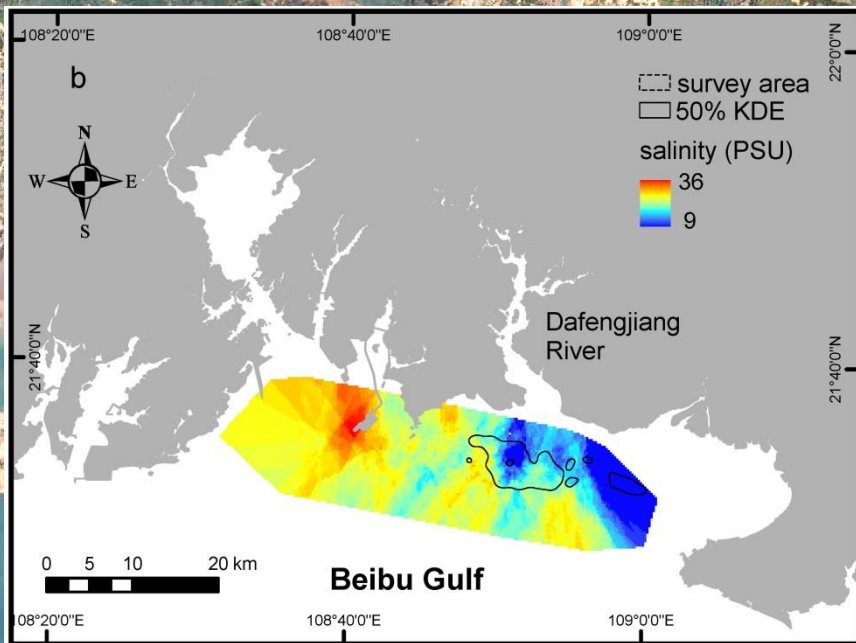 108°20'0"E
108°40'0"E
109°0'0"E
22°0'0"N
b
survey area
50% KDE
salinity (PSU)
36
9
N
W
E
S
Dafengjiang
River
21°40'0"N
21°40'0"N
0 5 10 20 km
Beibu Gulf
108°20'0"E
108°40'0"E
109°0'0"E